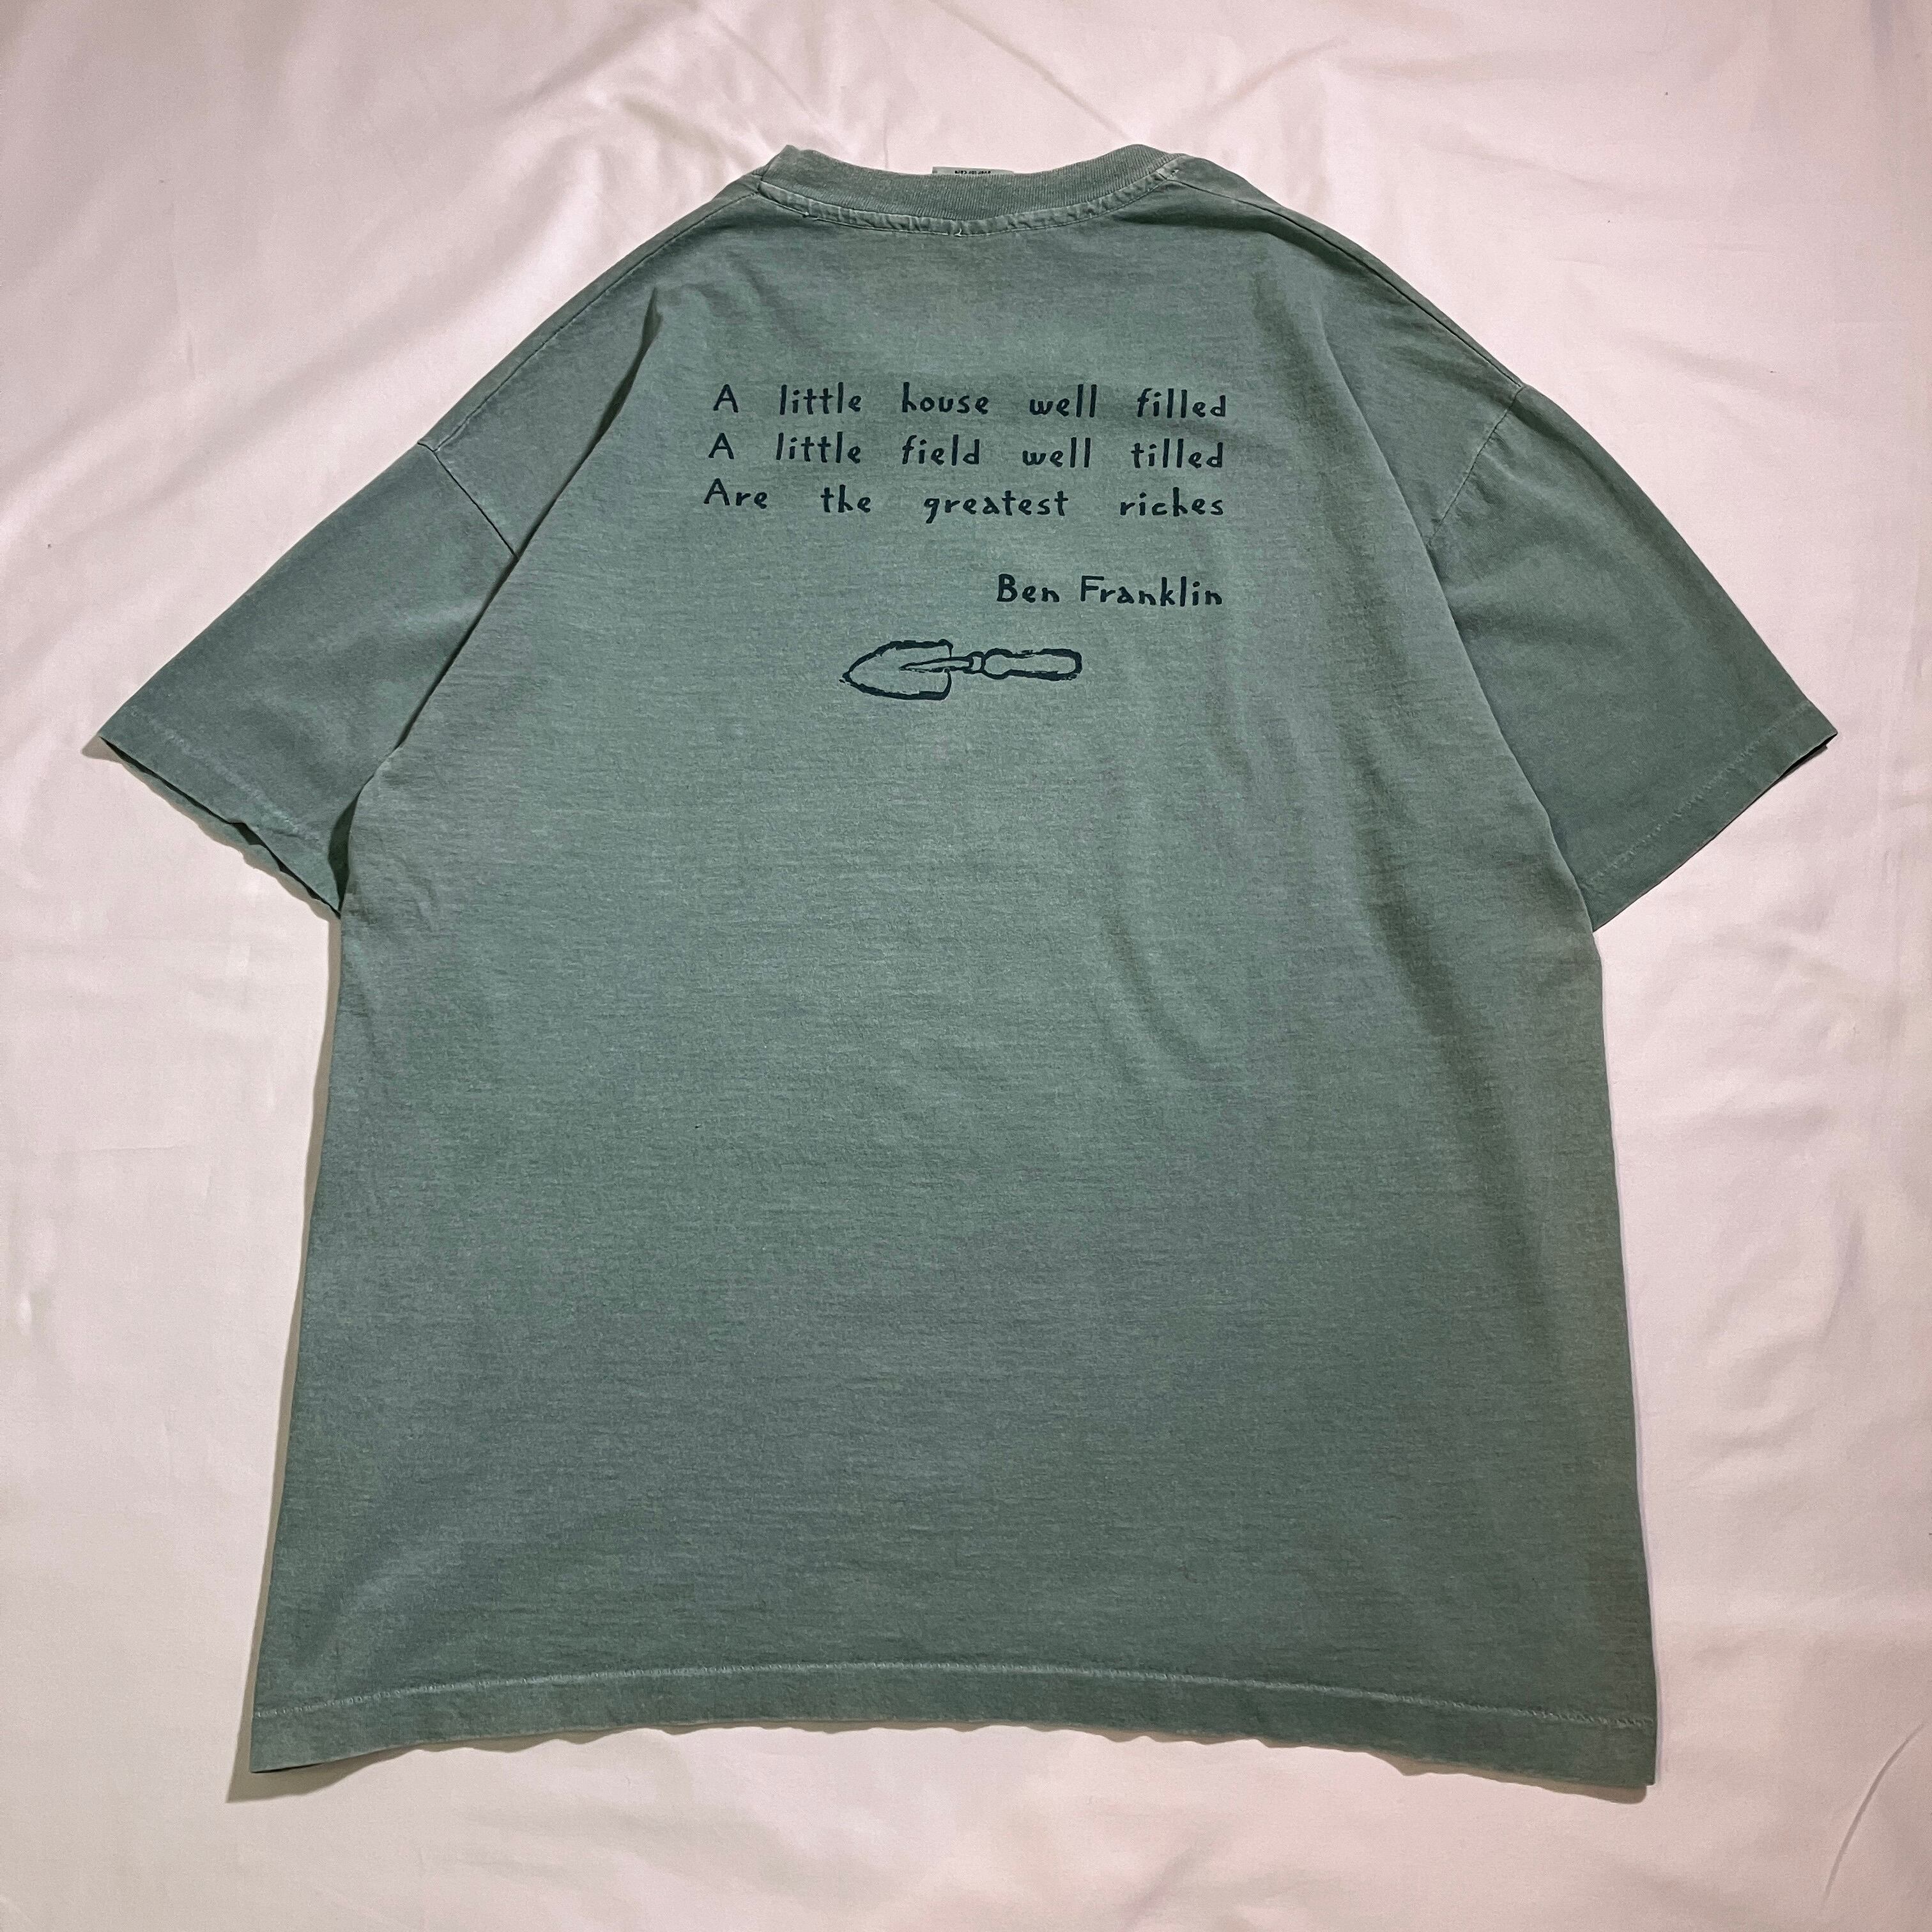 A little house well filled
A little field well tilled
Are the greatest riches
Ben Franklin